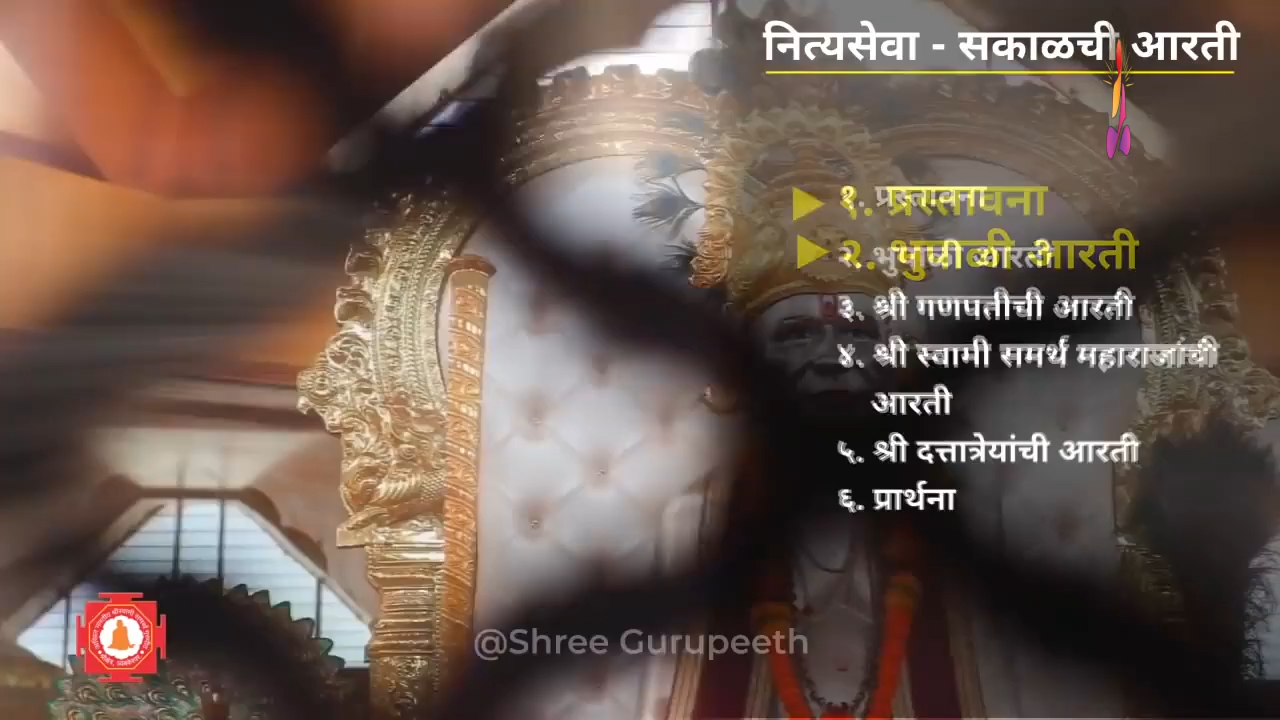 नित्यसेवा - सकाळची आरती
१. प्रस्तावना
२. भुपाळी आरती
३. श्री गणपतीची आरती
४. श्री स्वामी समर्थ महाराजांची
आरती
५. श्री दत्तात्रेयांची आरती
६. प्रार्थना
@Shree Gurupeeth